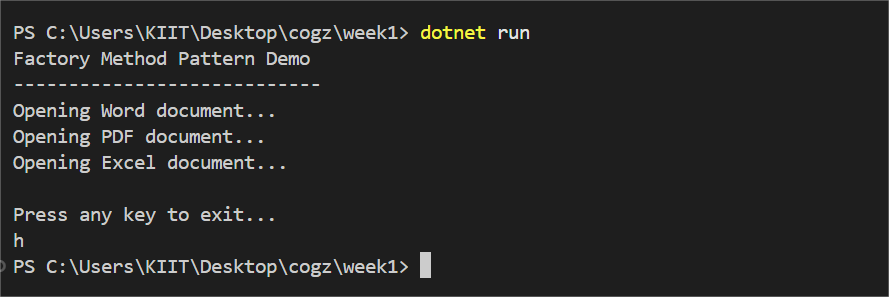 PS C:\Users\KIIT\Desktop\cogz\week1> dotnet run
Factory Method Pattern Demo
----------------------------
Opening Word document...
Opening PDF document...
Opening Excel document...

Press any key to exit...
h
PS C:\Users\KIIT\Desktop\cogz\week1>